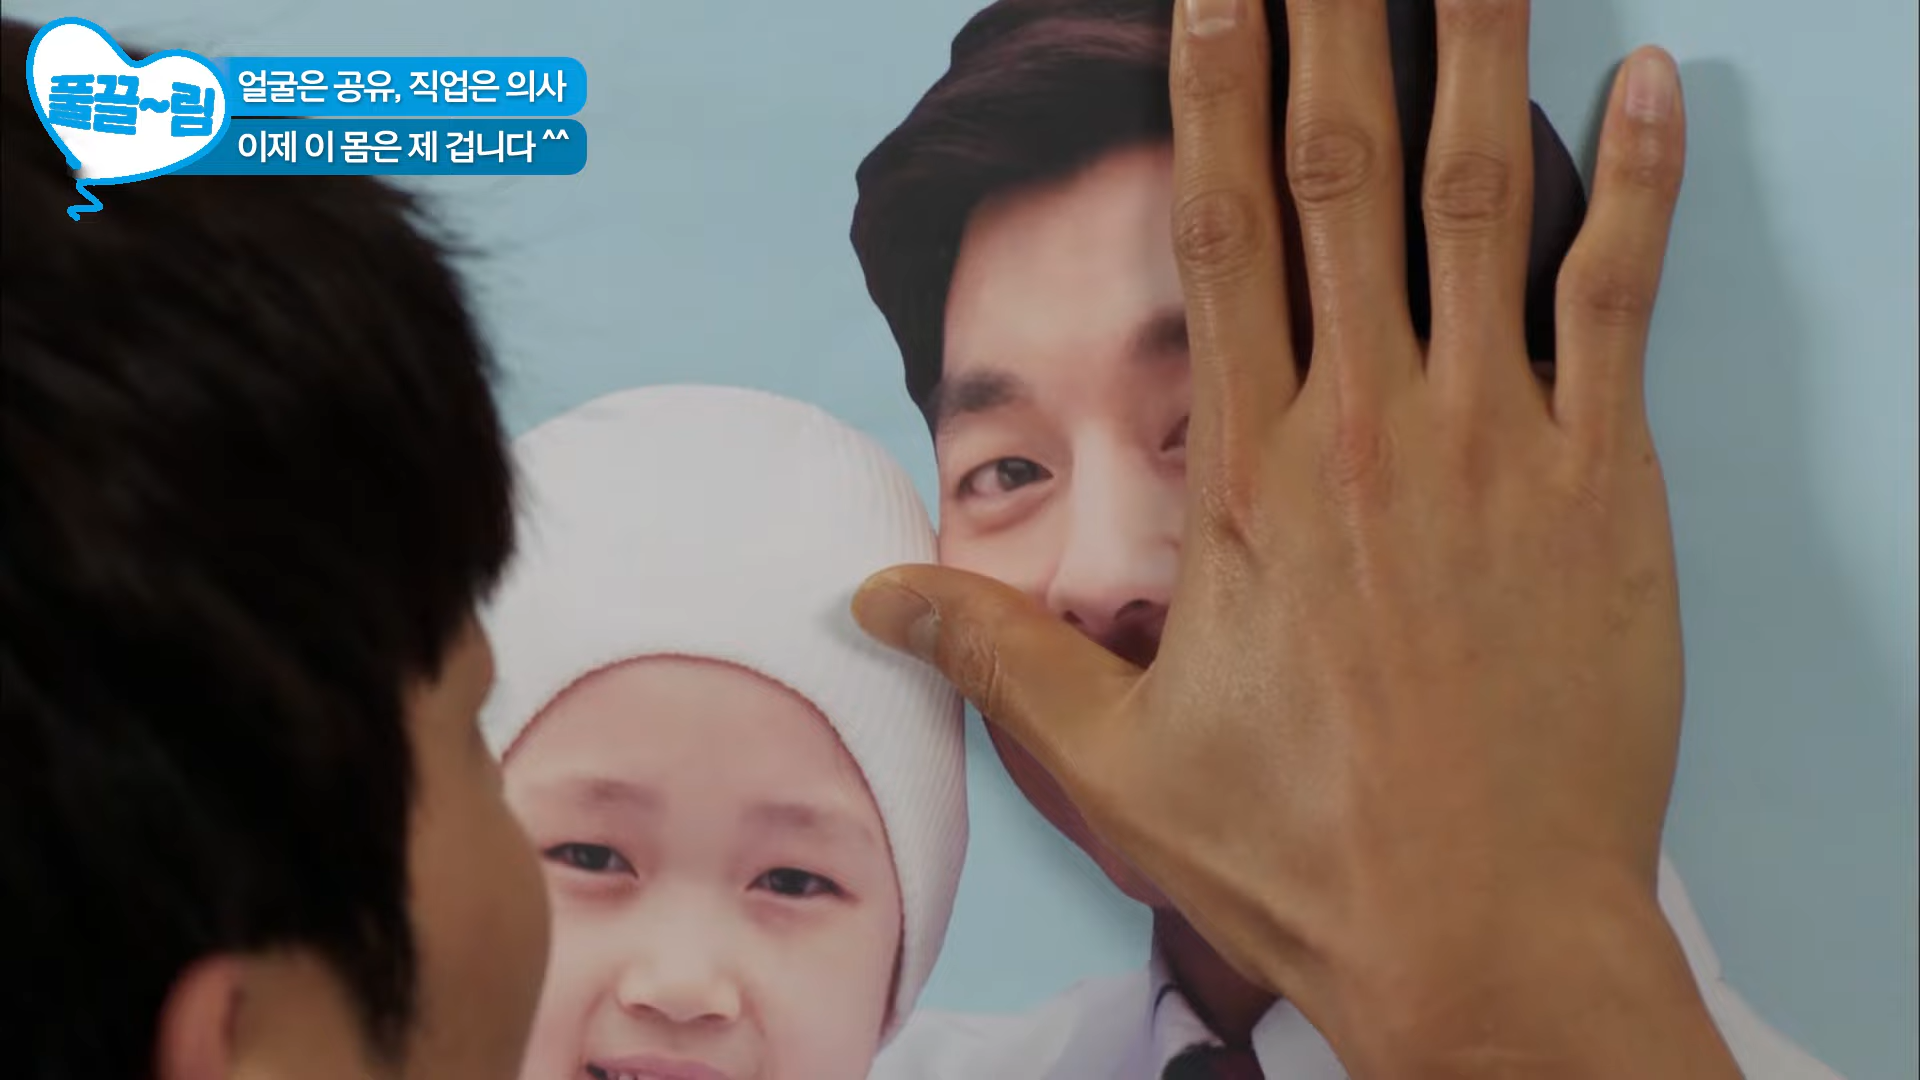 풀끌~림
얼굴은 공유, 직업은 의사
이제 이 몸은 제 겁니다 ^^